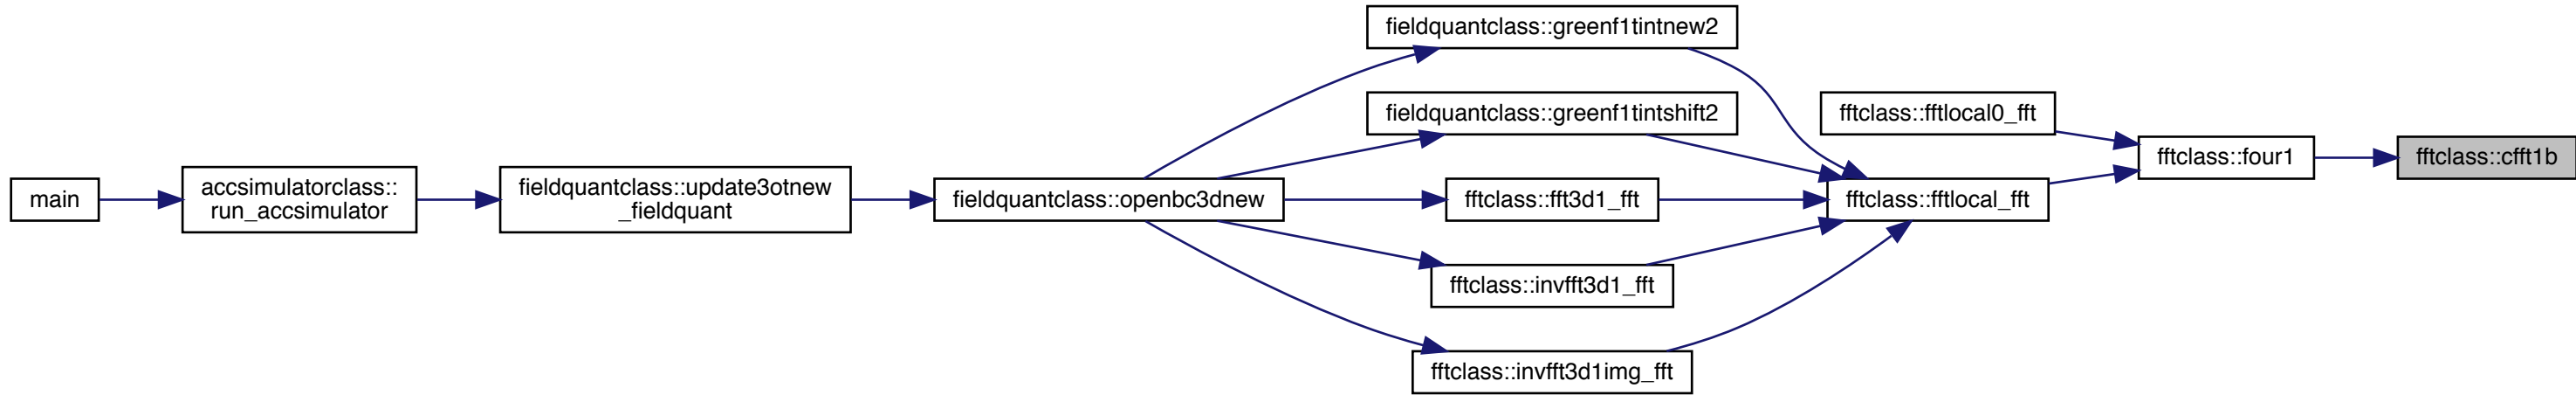 fieldquantclass::greenf1tintnew2
fieldquantclass::greenf1tintshift2
fftclass::fftlocal0_fft
fftclass::four1
fftclass::cfft1b
accsimulatorclass::
run_accsimulator
fieldquantclass::update3otnew
_fieldquant
main
fieldquantclass::openbc3dnew
fftclass::fft3d1_fft
fftclass::fftlocal_fft
fftclass::invfft3d1_fft
fftclass::invfft3d1img_fft